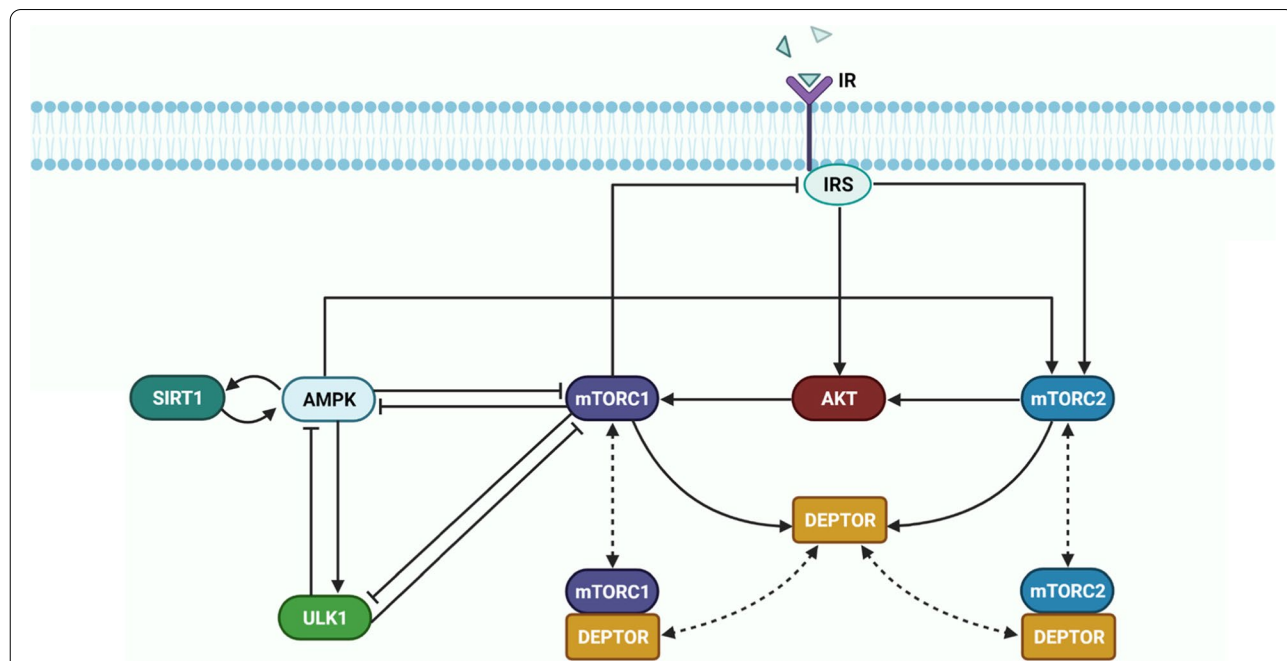 IR
IRS
SIRT1
AMPK
mTORC1
AKT
mTORC2
DEPTOR
mTORC1
mTORC2
ULK1
DEPTOR
DEPTOR